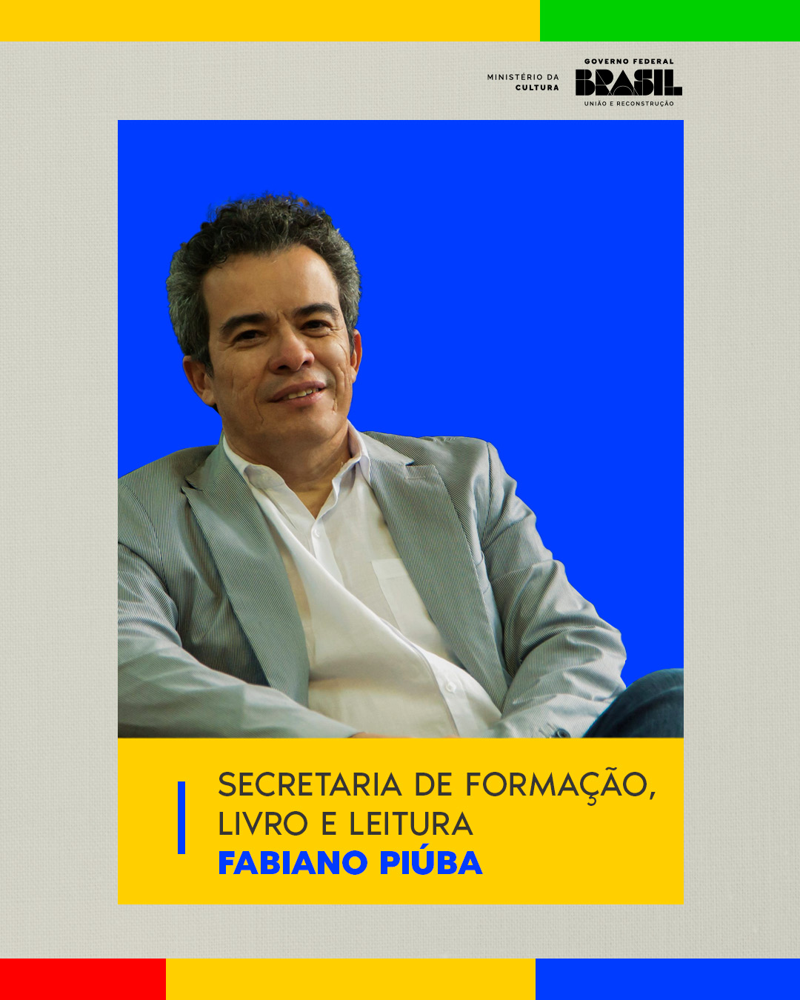 MINISTÉRIO DA
CULTURA
GOVERNO FEDERAL
BRASIL
UNIÃO E RECONSTRUÇÃO
SECRETARIA DE FORMAÇÃO,
LIVRO E LEITURA
FABIANO PIÚBA